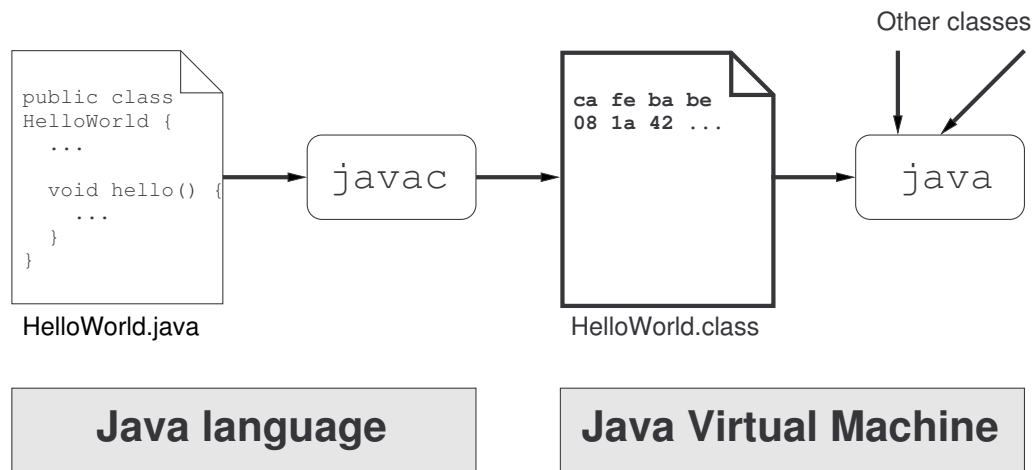 Other classes
public class
HelloWorld {
...
void hello() {
...
}
}
javac
ca fe ba be
08 1a 42 ...
java
HelloWorld.java
HelloWorld.class
Java language
Java Virtual Machine